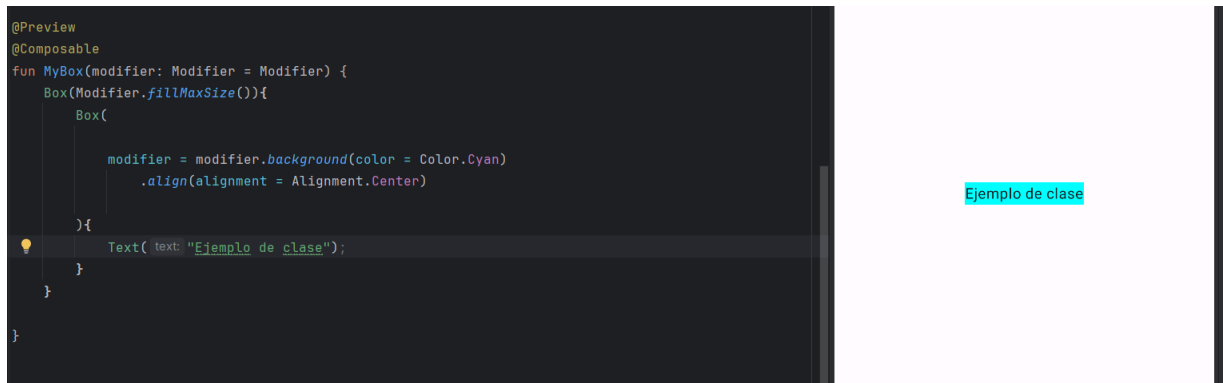 @Preview
@Composable
fun MyBox(modifier: Modifier = Modifier) {
    Box(Modifier.fillMaxSize()){
        Box(
            modifier = modifier.background(color = Color.Cyan)
                .align(alignment = Alignment.Center)
        ){
            Text( text: "Ejemplo de clase");
        }
    }
}
Ejemplo de clase